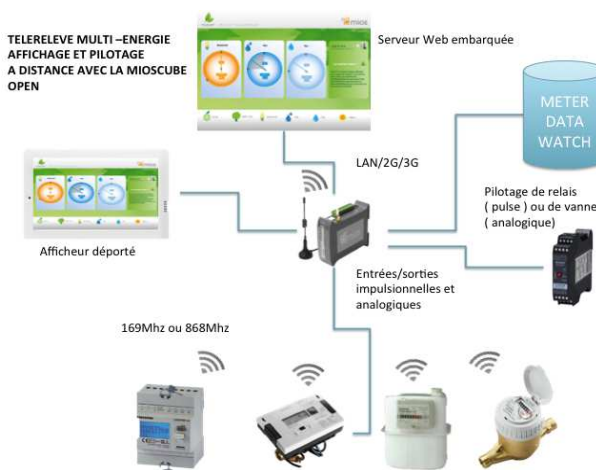 TELERELEVE MULTI –ENERGIE
AFFICHAGE ET PILOTAGE
A DISTANCE AVEC LA MIOSCUBE
OPEN
mios
Serveur Web embarquée
METER
DATA
WATCH
LAN/2G/3G
Pilotage de relais
( pulse ) ou de vanne
( analogique)
Afficheur déporté
Entrées/sorties
impulsionnelles et
analogiques
169Mhz ou 868Mhz